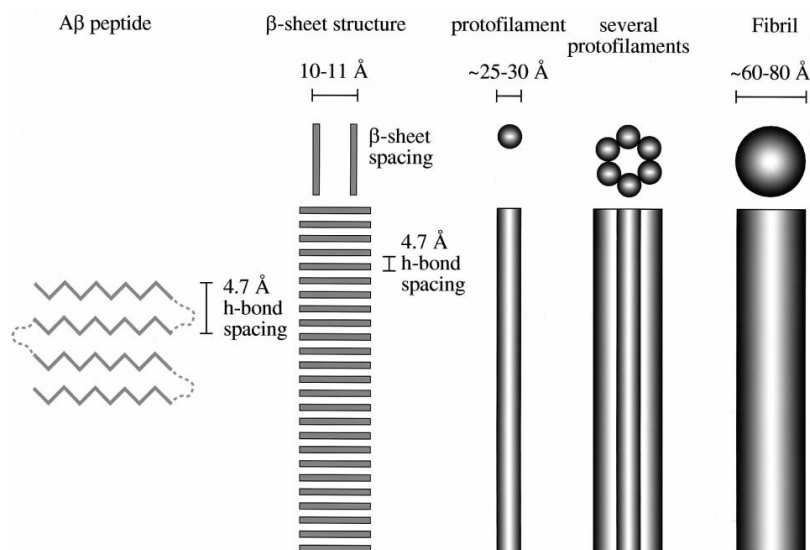 Aβ peptide
β-sheet structure
protofilament
several
protofilaments
Fibril
10-11 Å
~25-30 Å
~60-80 Å
β-sheet
spacing
4.7 Å
h-bond
spacing
4.7 Å
h-bond
spacing